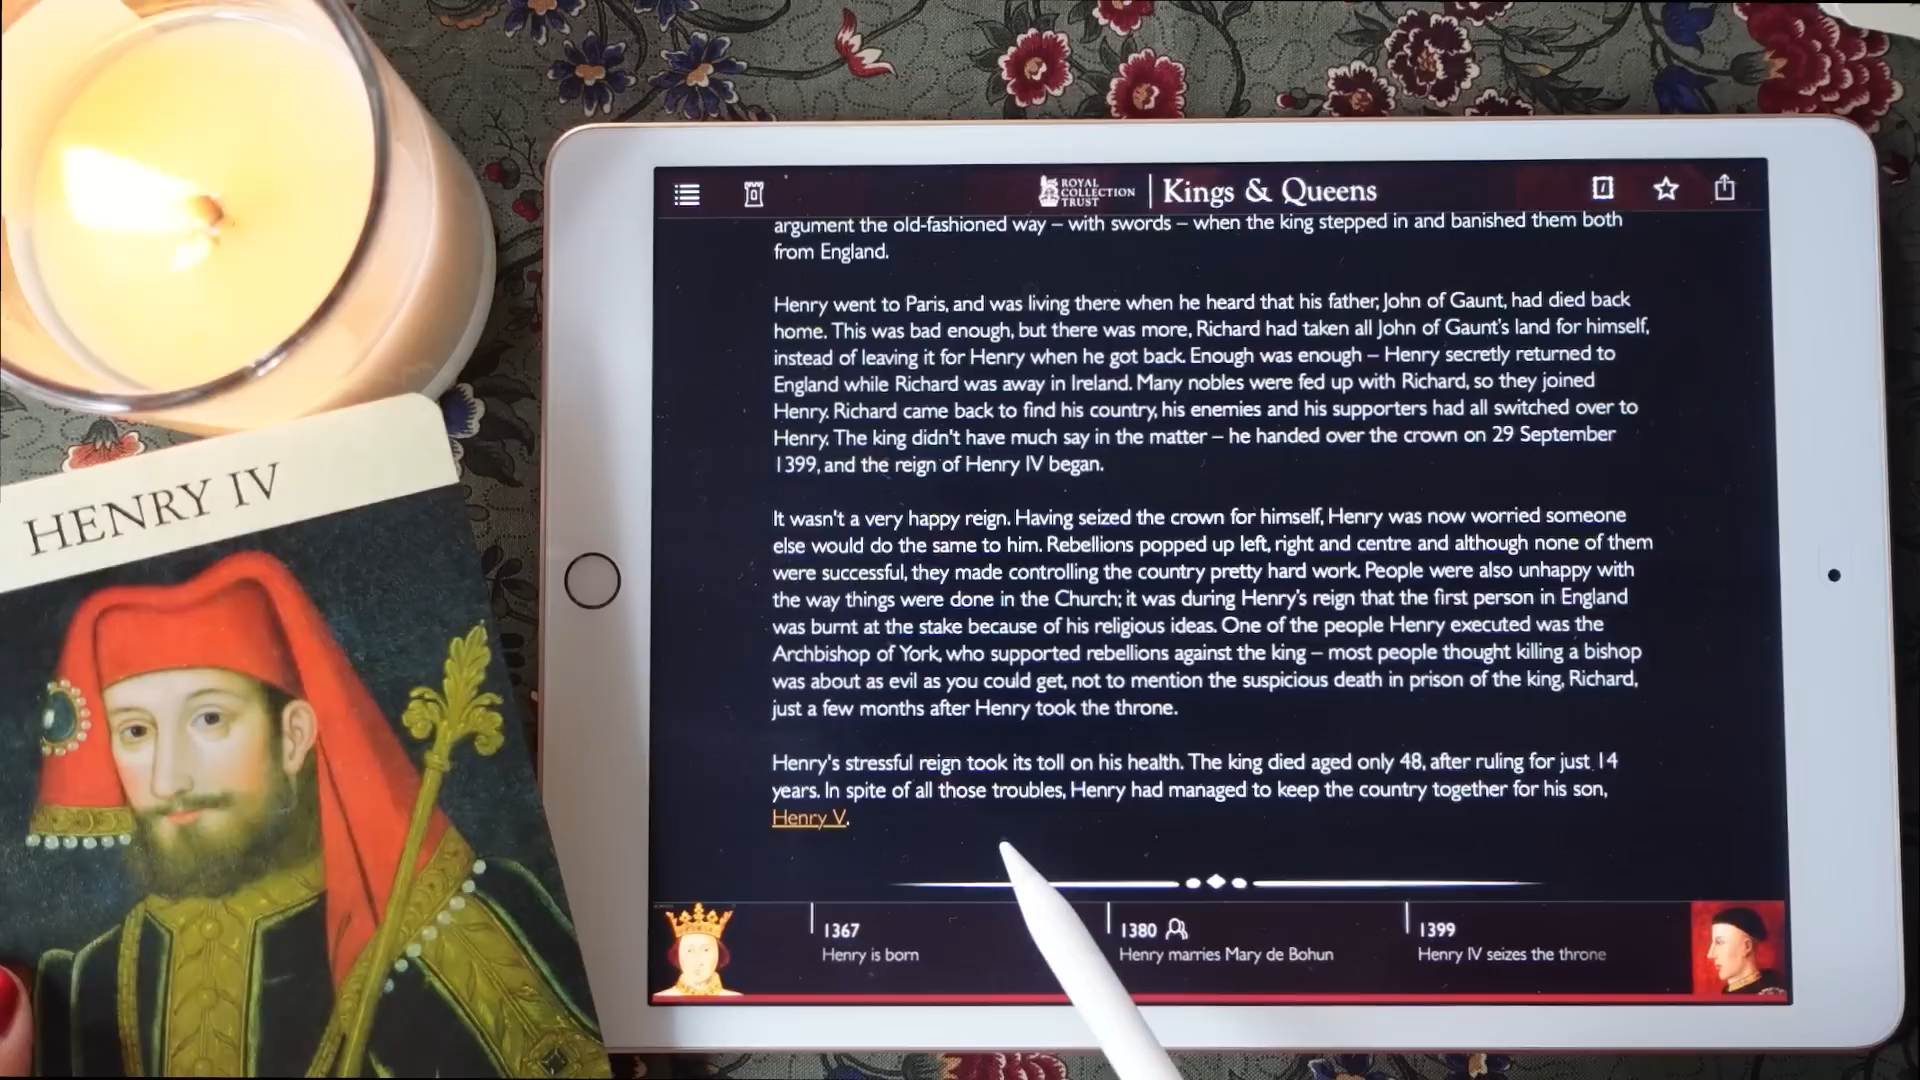 ROYAL
COLLECTION
TRUST
Kings & Queens
argument the old-fashioned way – with swords – when the king stepped in and banished them both
from England.
Henry went to Paris, and was living there when he heard that his father, John of Gaunt, had died back
home. This was bad enough, but there was more, Richard had taken all John of Gaunt's land for himself,
instead of leaving it for Henry when he got back. Enough was enough – Henry secretly returned to
England while Richard was away in Ireland. Many nobles were fed up with Richard, so they joined
Henry. Richard came back to find his country, his enemies and his supporters had all switched over to
Henry. The king didn't have much say in the matter – he handed over the crown on 29 September
1399, and the reign of Henry IV began.
It wasn't a very happy reign. Having seized the crown for himself, Henry was now worried someone
else would do the same to him. Rebellions popped up left, right and centre and although none of them
were successful, they made controlling the country pretty hard work. People were also unhappy with
the way things were done in the Church; it was during Henry's reign that the first person in England
was burnt at the stake because of his religious ideas. One of the people Henry executed was the
Archbishop of York, who supported rebellions against the king – most people thought killing a bishop
was about as evil as you could get, not to mention the suspicious death in prison of the king, Richard,
just a few months after Henry took the throne.
Henry's stressful reign took its toll on his health. The king died aged only 48, after ruling for just 14
years. In spite of all those troubles, Henry had managed to keep the country together for his son,
Henry V.
1367
Henry is born
1380
Henry marries Mary de Bohun
1399
Henry IV seizes the throne
HENRY IV